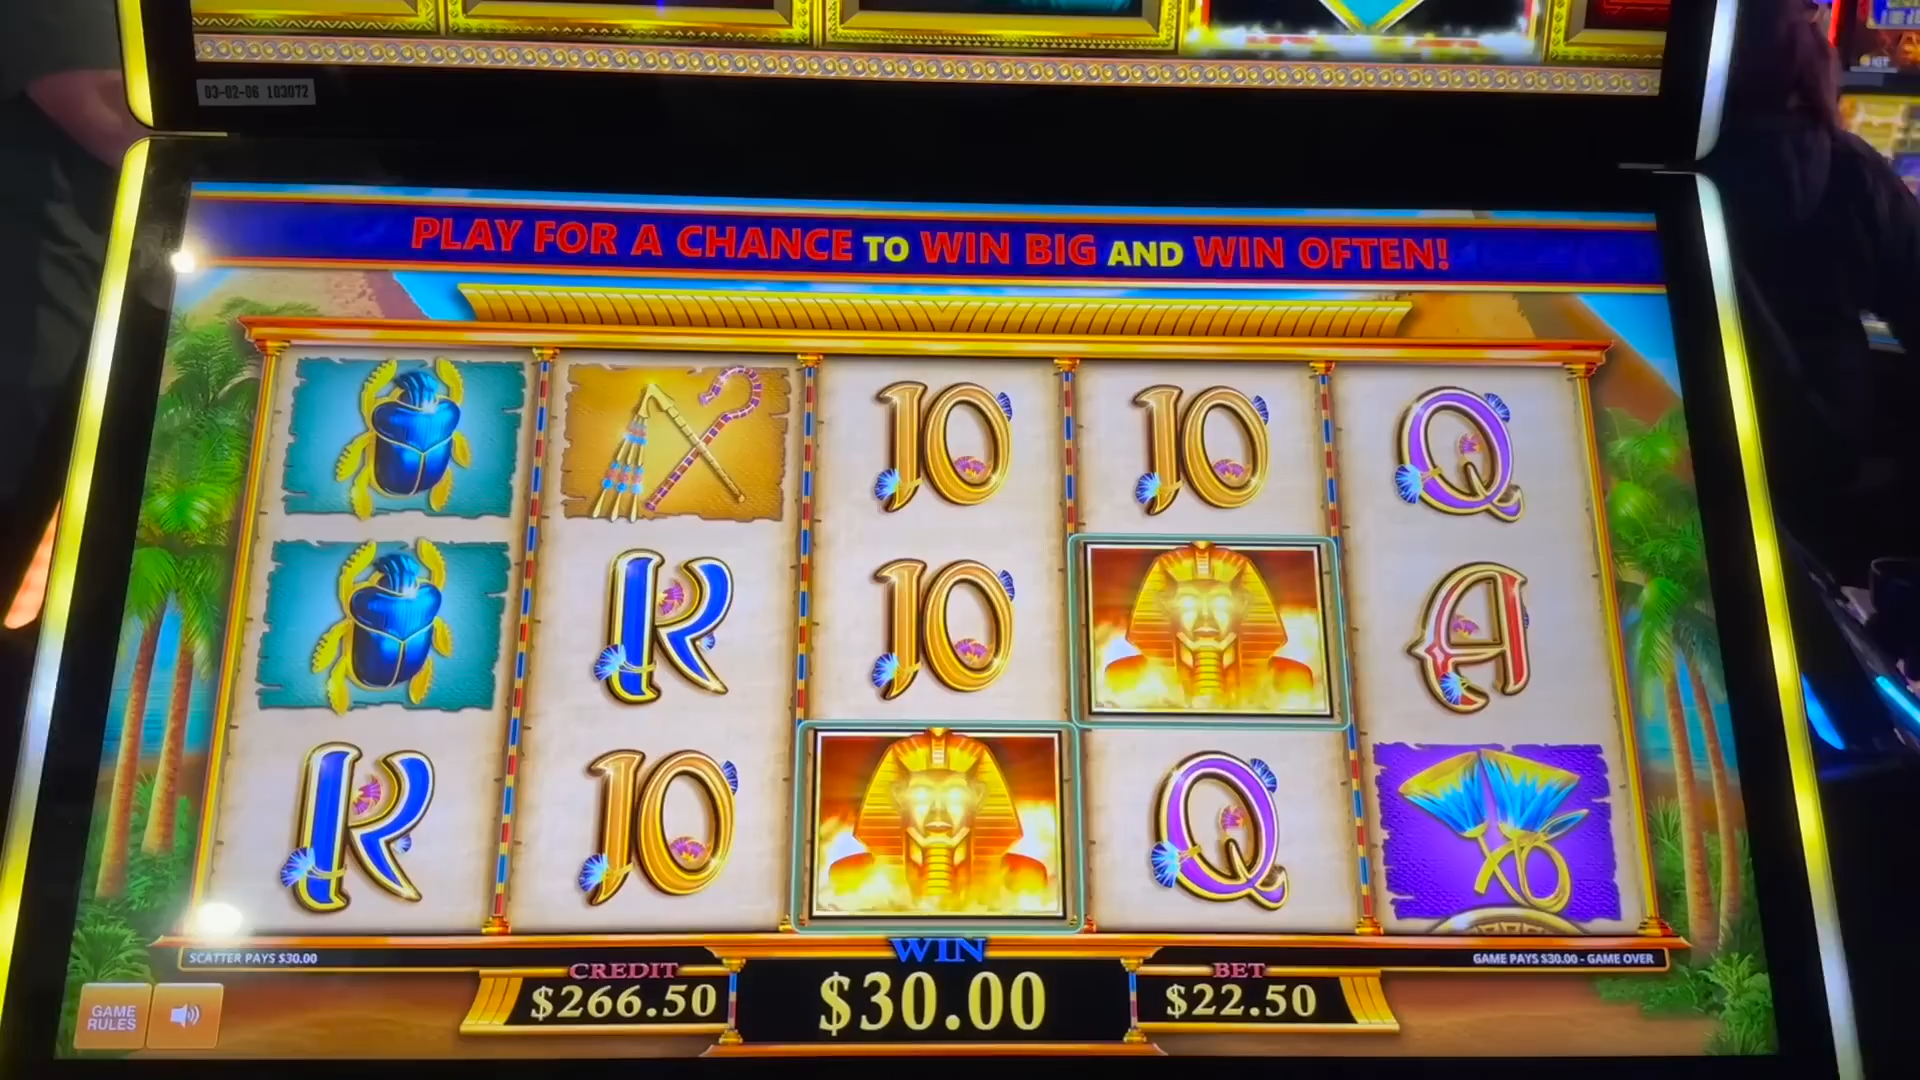 03-02-06 103072
PLAY FOR A CHANCE TO WIN BIG AND WIN OFTEN!
10 10 Q
K 10 A
K 10 Q
SCATTER PAYS $30.00
WIN
GAME PAYS $30.00 - GAME OVER
CREDIT
BET
$266.50
$30.00
$22.50
GAME
RULES
IGT